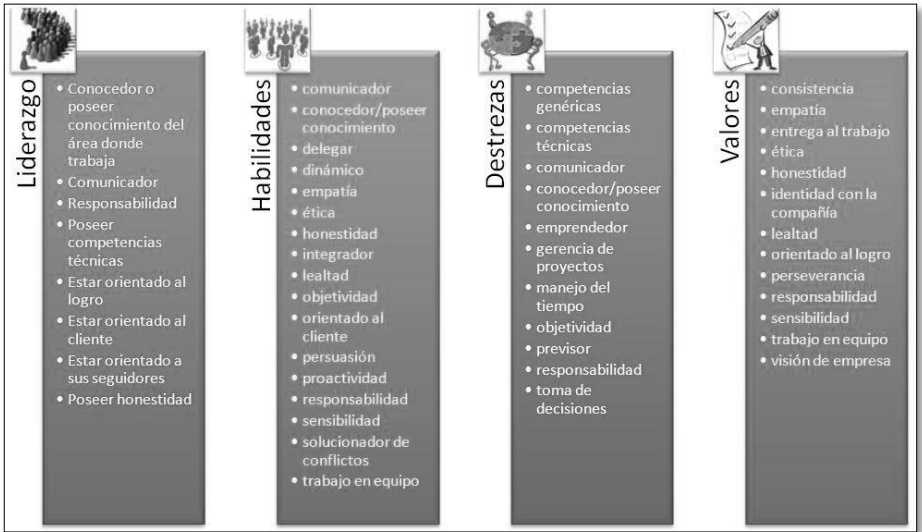 Liderazgo
• Conocedor o
poseer
conocimiento del
área donde
trabaja
• Comunicador
• Responsabilidad
• Poseer
competencias
técnicas
• Estar orientado al
logro
• Estar orientado al
cliente
• Estar orientado a
sus seguidores
• Poseer honestidad
Habilidades
• comunicador
• conocedor/poseer
conocimiento
• delegar
• dinámico
• empatía
• ética
• honestidad
• integrador
• lealtad
• objetividad
• orientado al
cliente
• persuasión
• proactividad
• responsabilidad
• sensibilidad
• solucionador de
conflictos
• trabajo en equipo
Destrezas
• competencias
genéricas
• competencias
técnicas
• comunicador
• conocedor/poseer
conocimiento
• emprendedor
• gerencia de
proyectos
• manejo del
tiempo
• objetividad
• previsor
• responsabilidad
• toma de
decisiones
Valores
• consistencia
• empatía
• entrega al trabajo
• ética
• honestidad
• identidad con la
compañía
• lealtad
• orientado al logro
• perseverancia
• responsabilidad
• sensibilidad
• trabajo en equipo
• visión de empresa